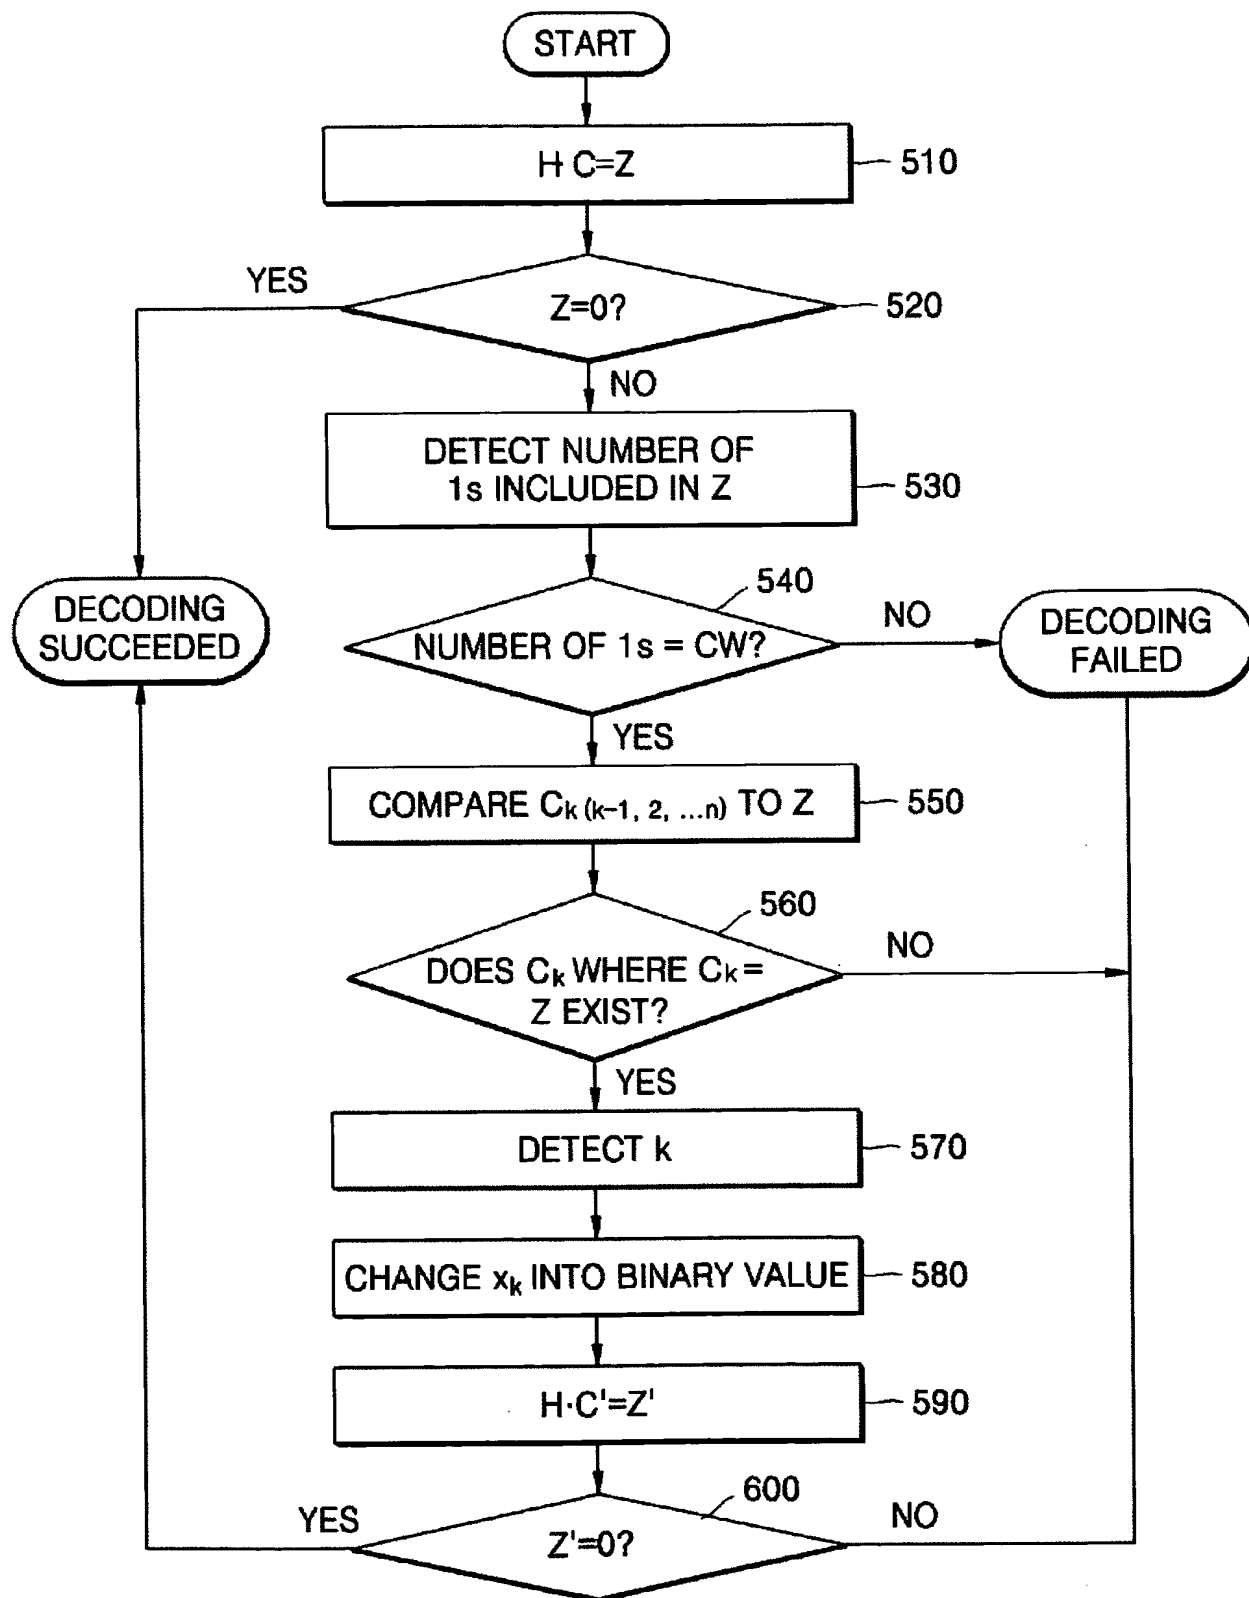 START
H C=Z
510
YES
Z=0?
520
NO
DETECT NUMBER OF
1s INCLUDED IN Z
530
DECODING
SUCCEEDED
540
NUMBER OF 1s = CW?
NO
DECODING
FAILED
YES
COMPARE Ck (k-1, 2, ...n) TO Z
550
560
DOES Ck WHERE Ck =
Z EXIST?
NO
YES
DETECT k
570
CHANGE xk INTO BINARY VALUE
580
H·C'=Z'
590
600
YES
Z'=0?
NO